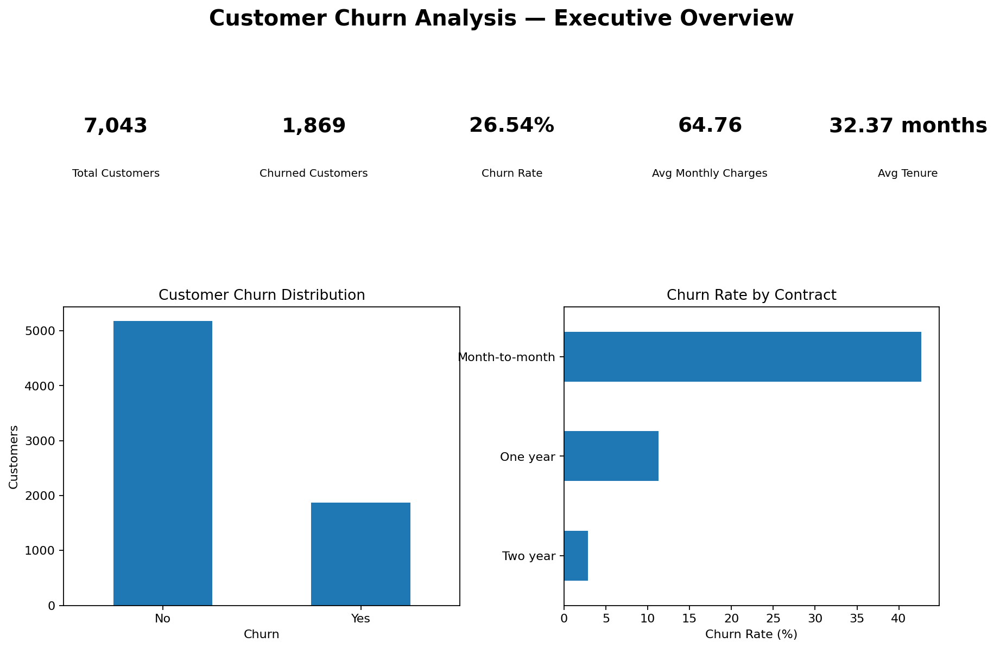 Customer Churn Analysis — Executive Overview
7,043
1,869
26.54%
64.76
32.37 months
Total Customers
Churned Customers
Churn Rate
Avg Monthly Charges
Avg Tenure
Customer Churn Distribution
5000
4000
3000
2000
1000
0
Customers
No
Yes
Churn
Churn Rate by Contract
Month-to-month
One year
Two year
0
5
10
15
20
25
30
35
40
Churn Rate (%)